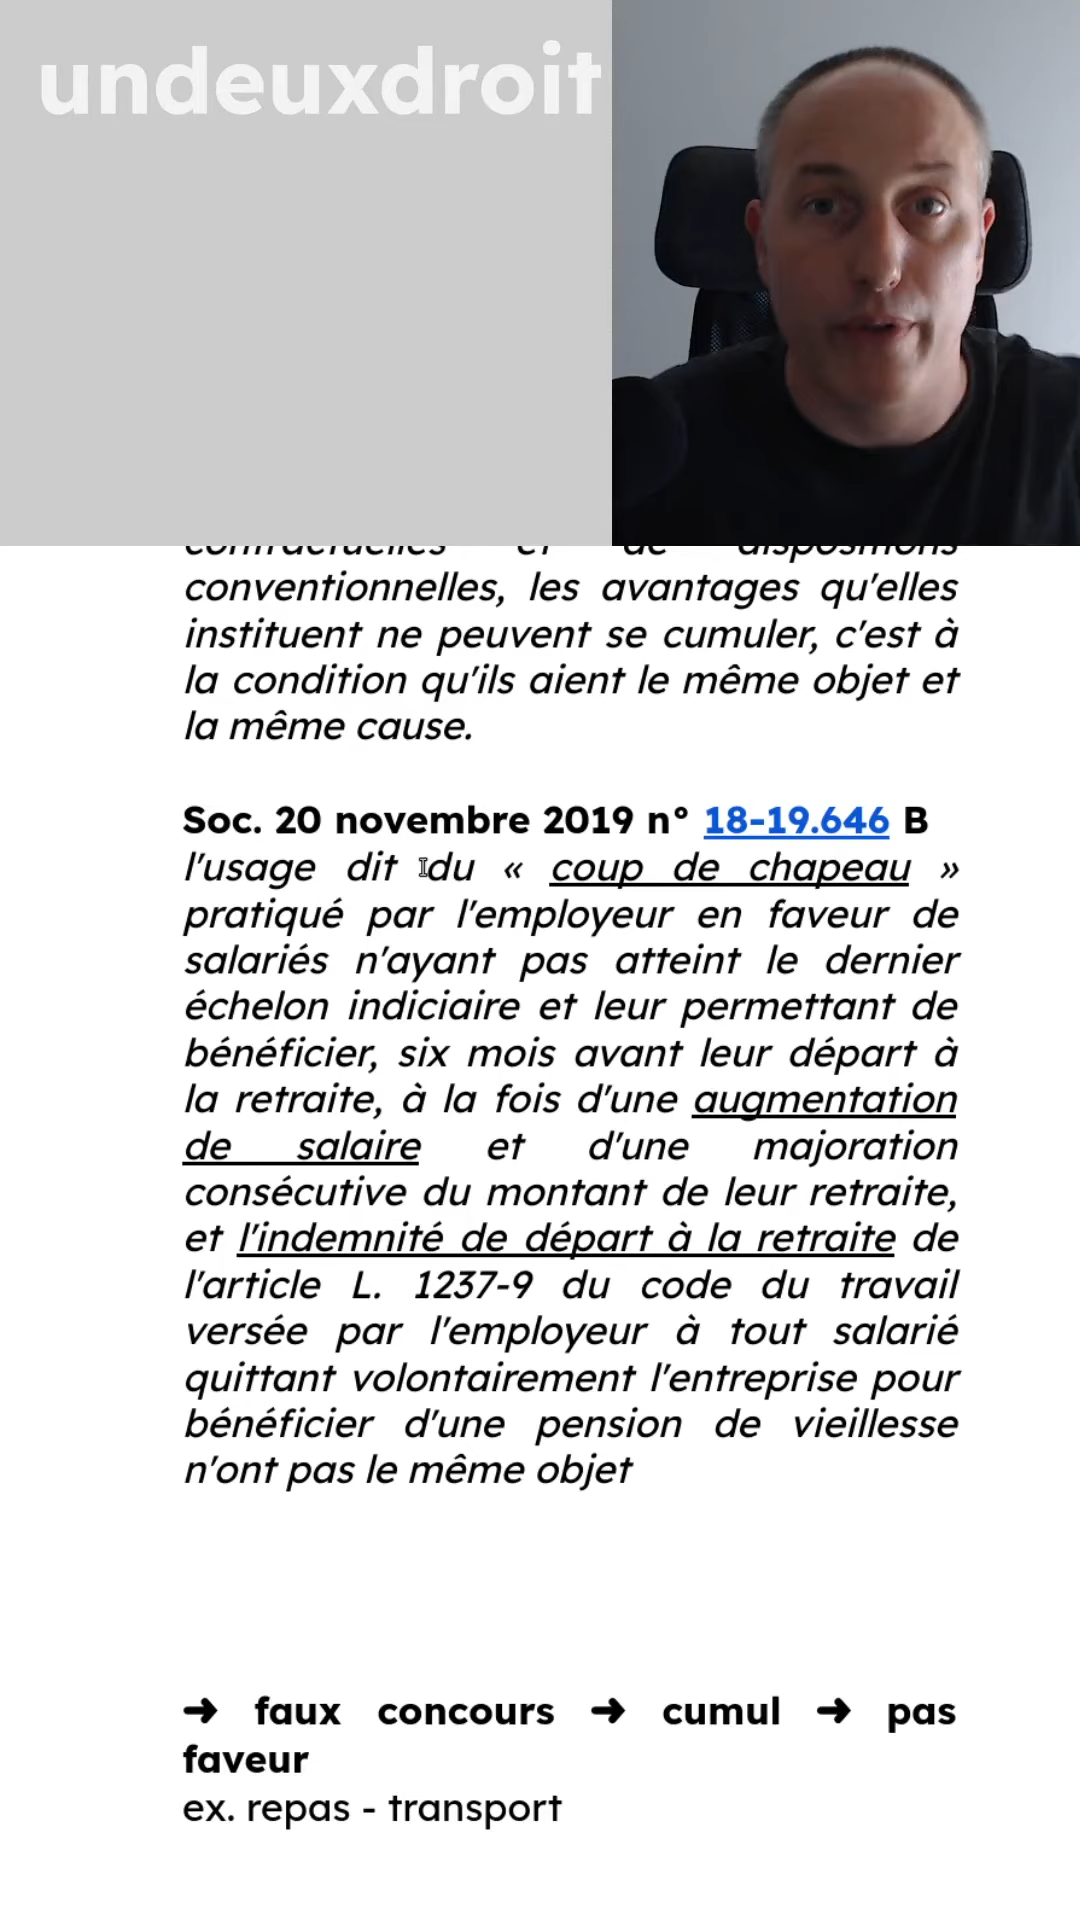 undeuxdroit
conventionnelles, les avantages qu'elles
instituent ne peuvent se cumuler, c'est à
la condition qu'ils aient le même objet et
la même cause.
Soc. 20 novembre 2019 n° 18-19.646 B
l'usage dit du « coup de chapeau »
pratiqué par l'employeur en faveur de
salariés n'ayant pas atteint le dernier
échelon indiciaire et leur permettant de
bénéficier, six mois avant leur départ à
la retraite, à la fois d'une augmentation
de salaire et d'une majoration
consécutive du montant de leur retraite,
et l'indemnité de départ à la retraite de
l'article L. 1237-9 du code du travail
versée par l'employeur à tout salarié
quittant volontairement l'entreprise pour
bénéficier d'une pension de vieillesse
n'ont pas le même objet
➜ faux concours ➜ cumul ➜ pas
faveur
ex. repas - transport